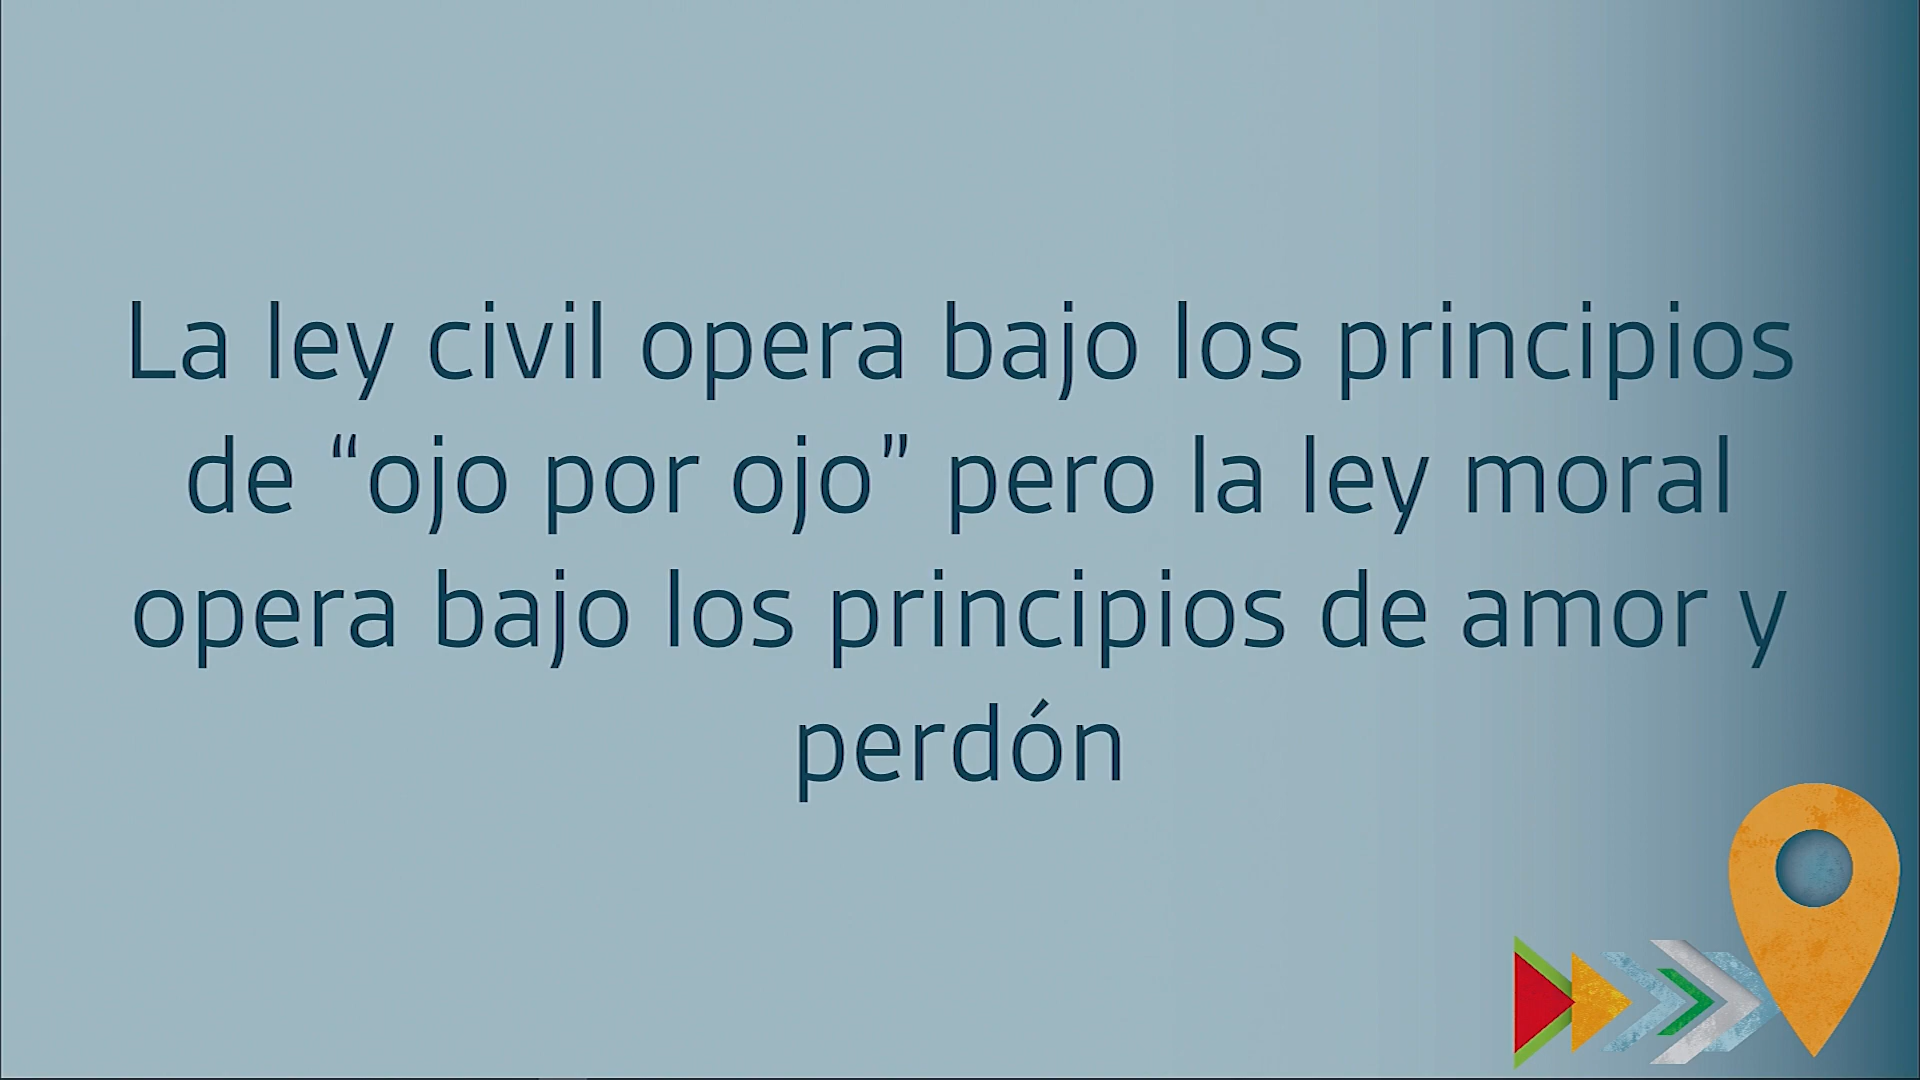 La ley civil opera bajo los principios
de “ojo por ojo” pero la ley moral
opera bajo los principios de amor y
perdón